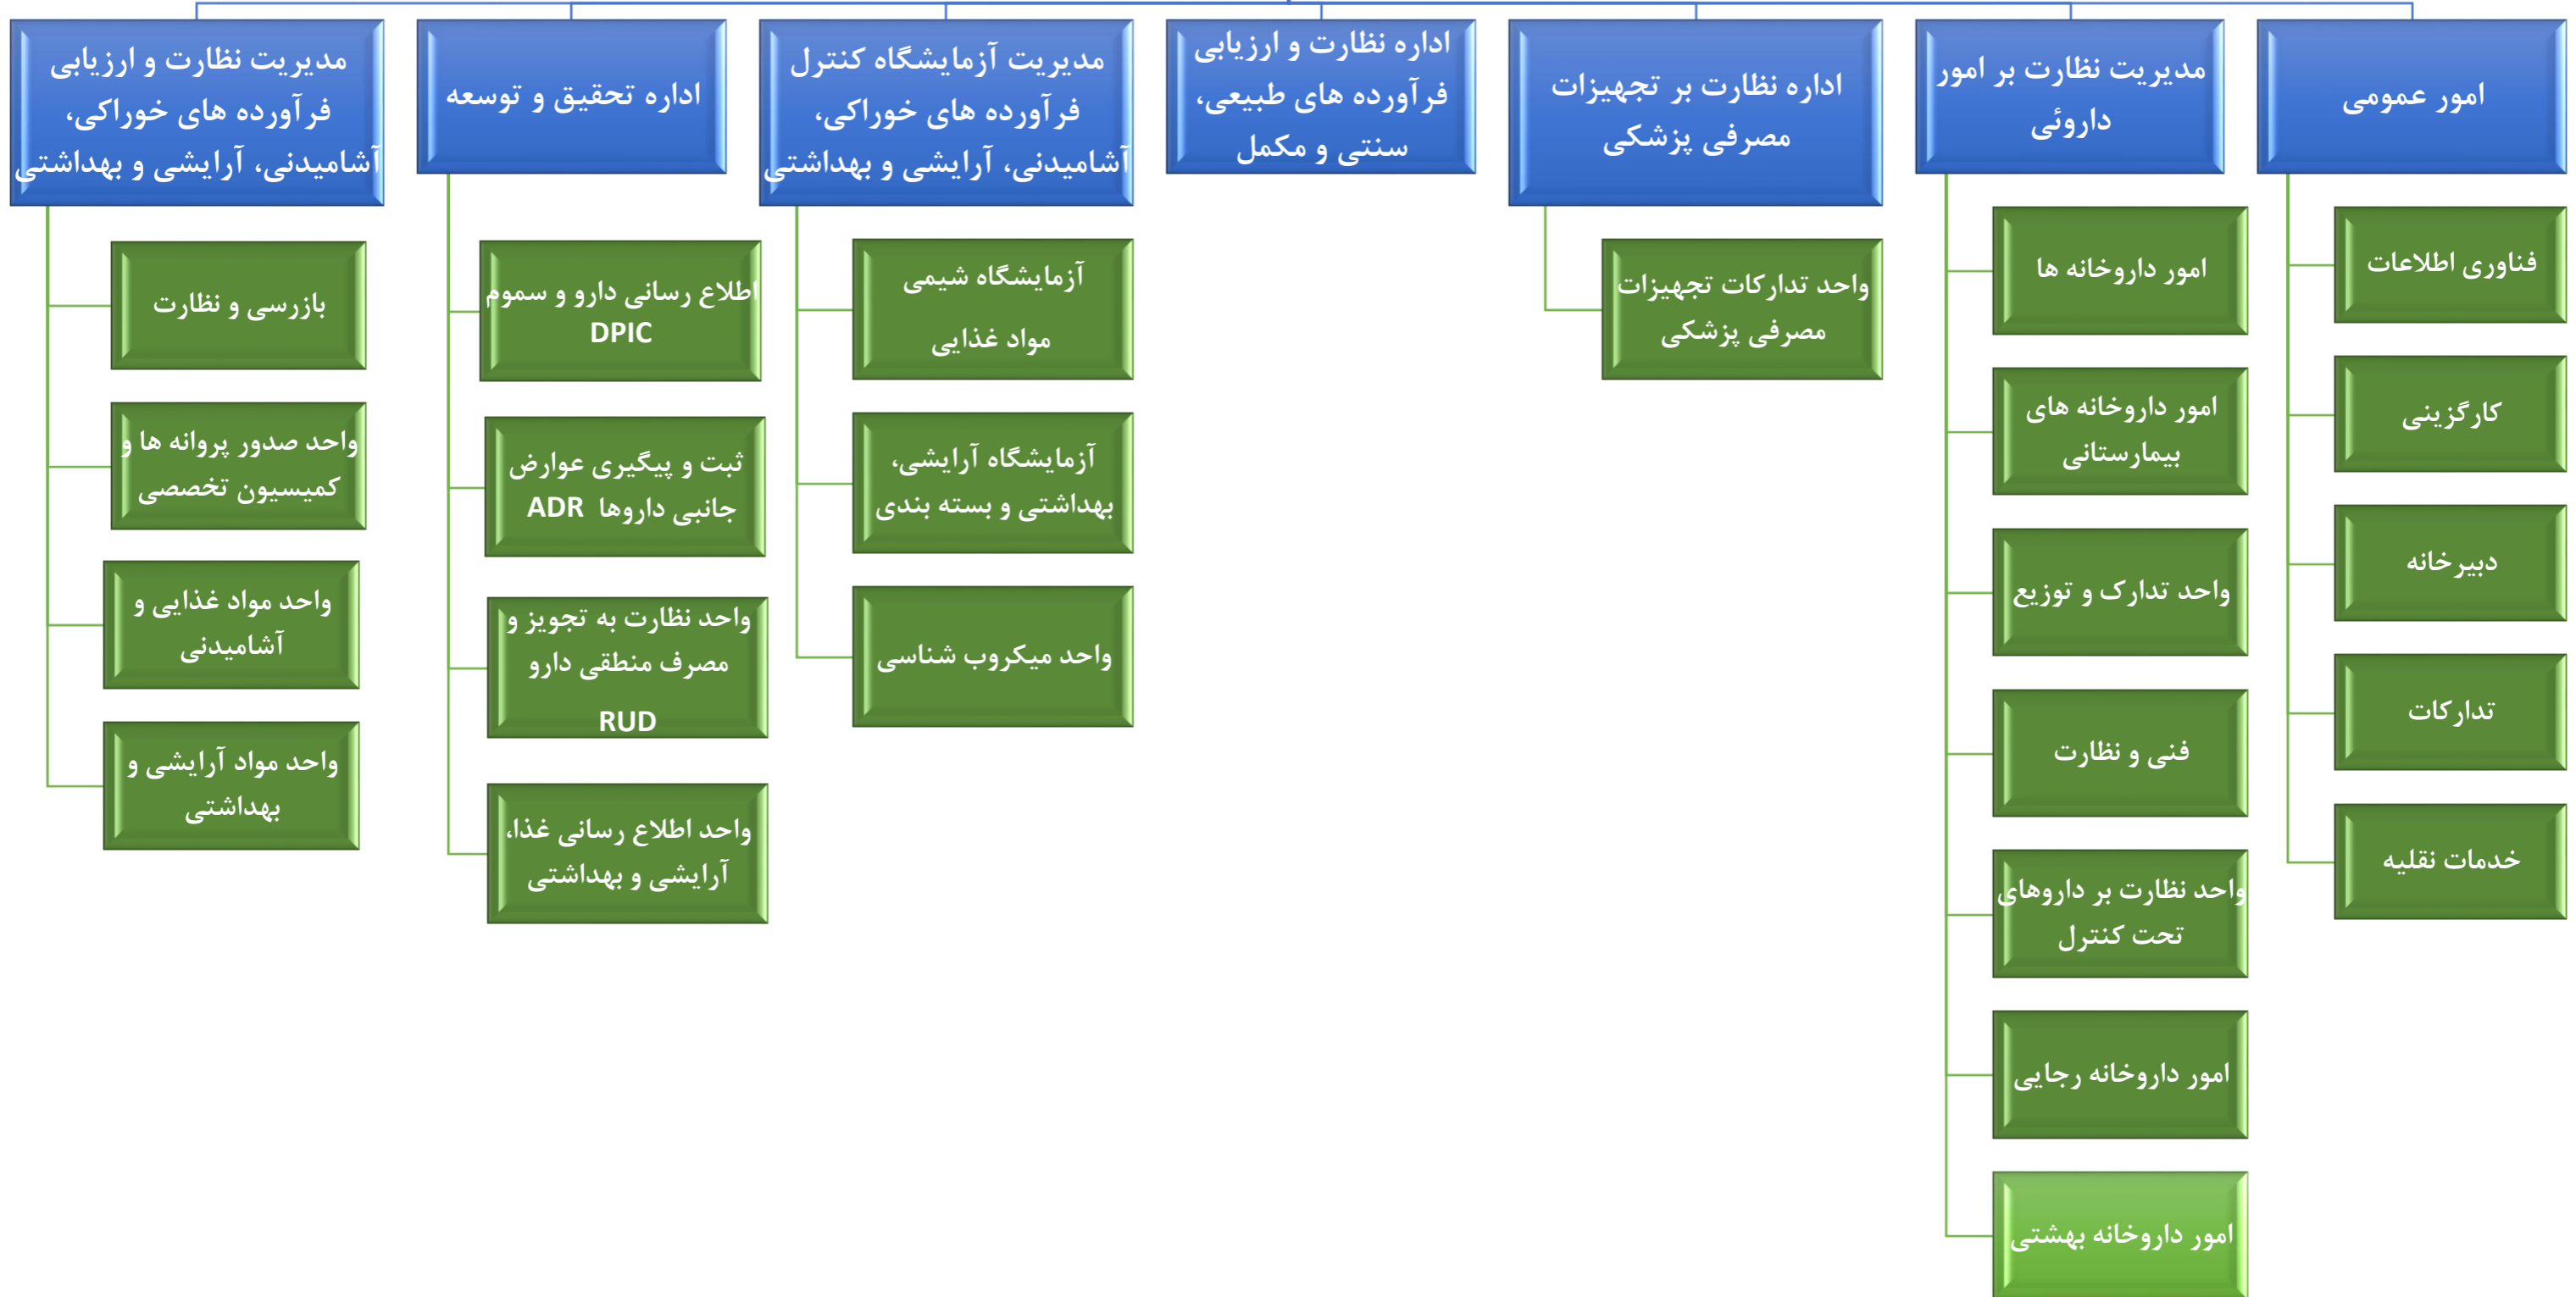 امور عمومی
فناوری اطلاعات
کارگزینی
دبیرخانه
تدارکات
خدمات نقلیه
مدیریت نظارت بر امور
داروئی
امور داروخانه ها
امور داروخانه های
بیمارستانی
واحد تدارک و توزیع
فنی و نظارت
واحد نظارت بر داروهای
تحت کنترل
امور داروخانه رجایی
امور داروخانه بهشتی
اداره نظارت بر تجهیزات
مصرفی پزشکی
واحد تدارکات تجهیزات
مصرفی پزشکی
اداره نظارت و ارزیابی
فرآورده های طبیعی،
سنتی و مکمل
مدیریت آزمایشگاه کنترل
فرآورده های خوراکی،
آشامیدنی، آرایشی و بهداشتی
آزمایشگاه شیمی
مواد غذایی
آزمایشگاه آرایشی،
بهداشتی و بسته بندی
واحد میکروب شناسی
اداره تحقیق و توسعه
اطلاع رسانی دارو و سموم
DPIC
ثبت و پیگیری عوارض
جانبی داروها ADR
واحد نظارت به تجویز و
مصرف منطقی دارو
RUD
واحد اطلاع رسانی غذا،
آرایشی و بهداشتی
مدیریت نظارت و ارزیابی
فرآورده های خوراکی،
آشامیدنی، آرایشی و بهداشتی
بازرسی و نظارت
واحد صدور پروانه ها و
کمیسیون تخصصی
واحد مواد غذایی و
آشامیدنی
واحد مواد آرایشی و
بهداشتی